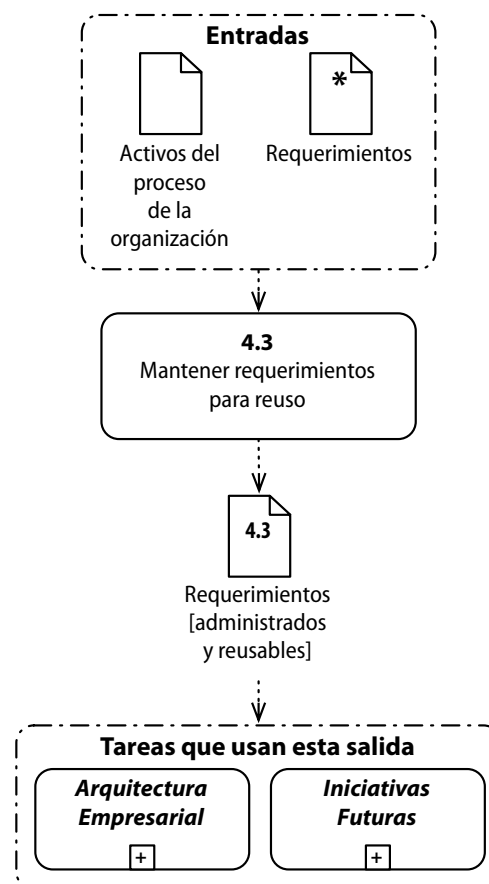 Entradas
*
Activos del
proceso
de la
organización
Requerimientos
4.3
Mantener requerimientos
para reuso
4.3
Requerimientos
[administrados
y reusables]
Tareas que usan esta salida
Arquitectura
Empresarial
+
Iniciativas
Futuras
+